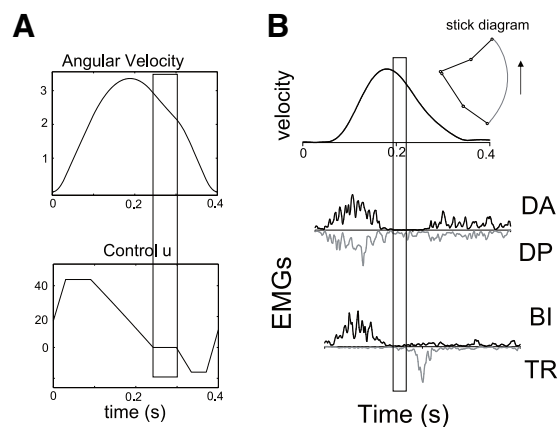 A
Angular Velocity
3
2
1
0 0.2 0.4
Control u
40
20
0
0 0.2 0.4
time (s)
B
stick diagram
velocity
0 0.2 0.4
DA
DP
EMGs
BI
TR
Time (s)